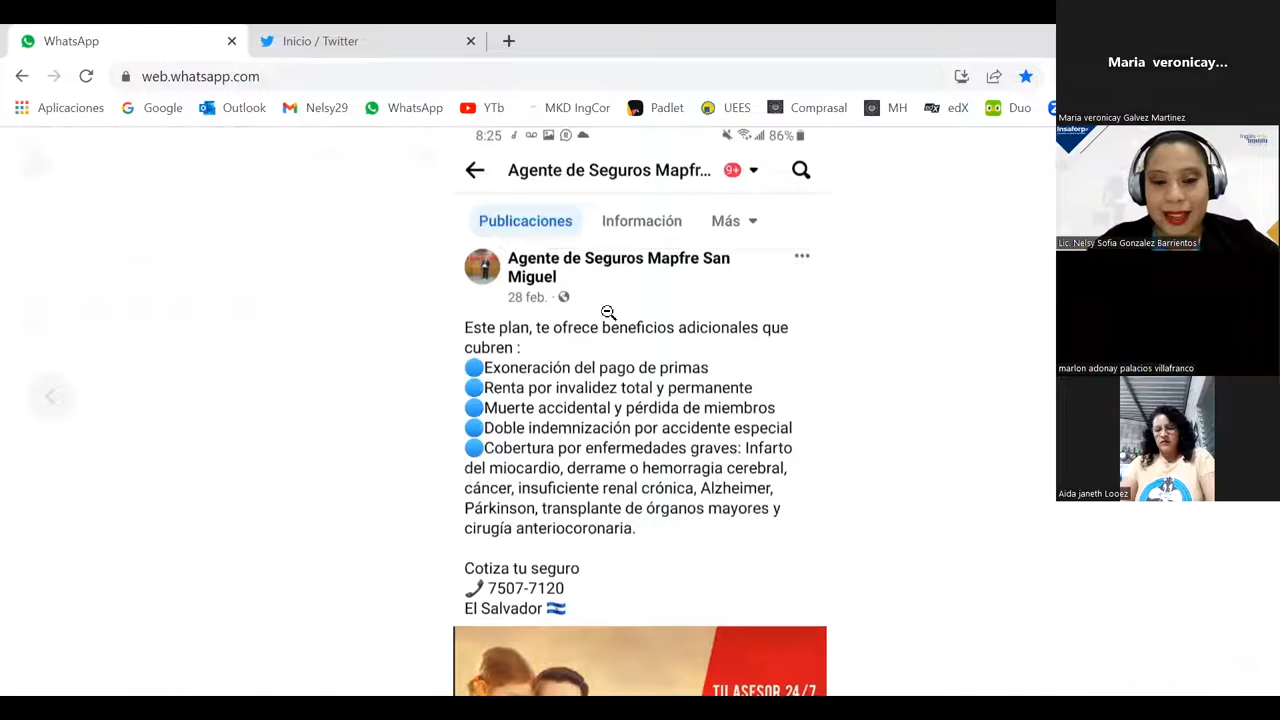 WhatsApp
Inicio / Twitter
web.whatsapp.com
Aplicaciones
Google
Outlook
Nelsy29
WhatsApp
YTb
MKD IngCor
Padlet
UEES
Comprasal
MH
edX
Duo
8:25
86%
Agente de Seguros Mapfr...
9+
Publicaciones
Información
Más
Agente de Seguros Mapfre San
Miguel
28 feb. ·
Este plan, te ofrece beneficios adicionales que
cubren :
Exoneración del pago de primas
Renta por invalidez total y permanente
Muerte accidental y pérdida de miembros
Doble indemnización por accidente especial
Cobertura por enfermedades graves: Infarto
del miocardio, derrame o hemorragia cerebral,
cáncer, insuficiente renal crónica, Alzheimer,
Párkinson, transplante de órganos mayores y
cirugía anteriocoronaria.
Cotiza tu seguro
7507-7120
El Salvador
TU ASESOR 24/7
Maria veronicay...
Maria veronicay Galvez Martinez
Insaforp
Lic. Nelsy Sofia Gonzalez Barrientos
marlon adonay palacios villafranco
Aida janeth Lopez